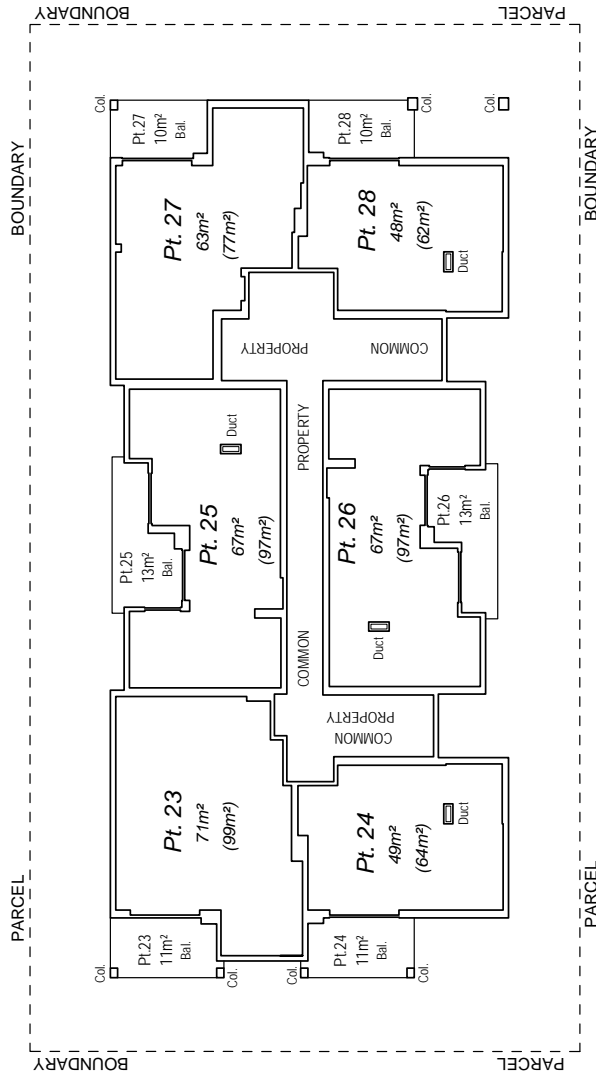 BOUNDARY
PARCEL
BOUNDARY
BOUNDARY
Col.
Pt.27
10m²
Bal.
Pt.28
10m²
Bal.
Col.
Col.
Pt. 27
63m²
(77m²)
Pt. 28
48m²
(62m²)
Duct
COMMON
PROPERTY
Duct
PROPERTY
Pt.25
13m²
Bal.
Pt. 25
67m²
(97m²)
Pt. 26
67m²
(97m²)
Pt.26
13m²
Bal.
Duct
COMMON
COMMON
PROPERTY
Pt. 23
71m²
(99m²)
Pt. 24
49m²
(64m²)
Duct
PARCEL
PARCEL
Col.
Pt.23
11m²
Bal.
Col.
Col.
Pt.24
11m²
Bal.
Col.
BOUNDARY
PARCEL